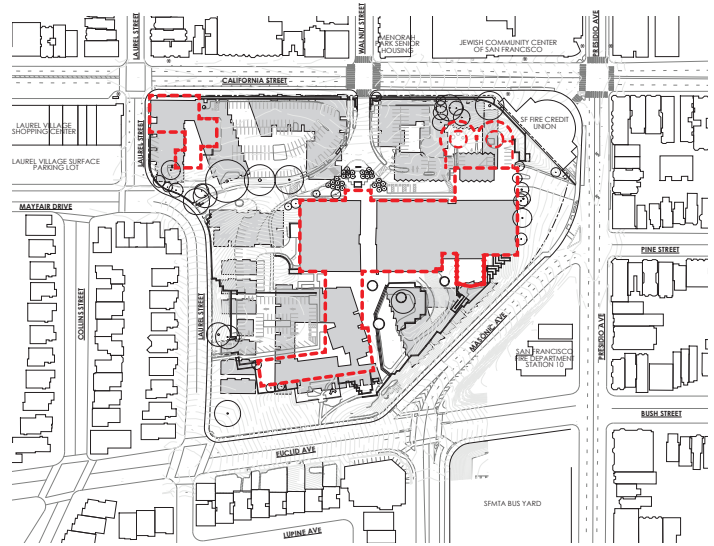 LAUREL STREET
WALNUT STREET
PRESIDIO AVE
MENORAH
PARK SENIOR
HOUSING
JEWISH COMMUNITY CENTER
OF SAN FRANCISCO
CALIFORNIA STREET
LAUREL VILLAGE
SHOPPING CENTER
LAUREL STREET
SF FIRE CREDIT
UNION
LAUREL VILLAGE SURFACE
PARKING LOT
MAYFAIR DRIVE
PINE STREET
COLLINS STREET
LAUREL STREET
MASONIC AVE
PRESIDIO AVE
SAN FRANCISCO
FIRE DEPARTMENT
STATION 10
BUSH STREET
EUCLID AVE
SFMTA BUS YARD
LUPINE AVE